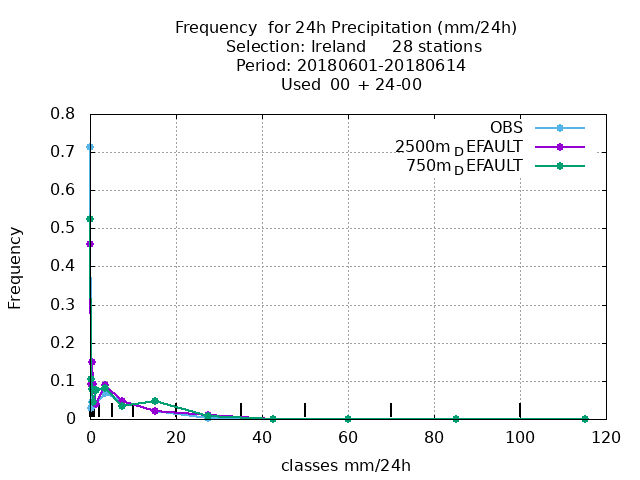 Frequency  for 24h Precipitation (mm/24h)
Selection: Ireland     28 stations
Period: 20180601-20180614
Used  00 + 24-00
OBS
2500m_DEFAULT
750m_DEFAULT
Frequency
0.8
0.7
0.6
0.5
0.4
0.3
0.2
0.1
0
0 20 40 60 80 100 120
classes mm/24h